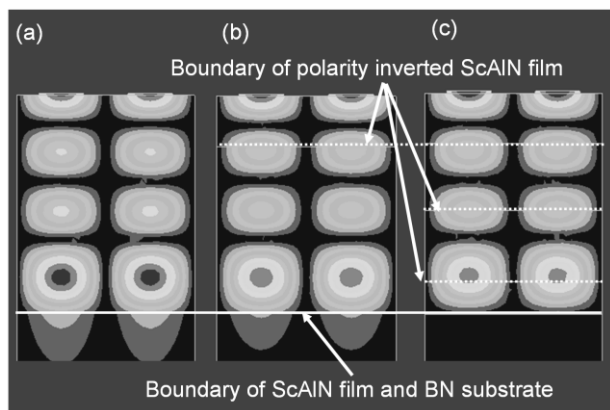 (a)
(b)
(c)
Boundary of polarity inverted ScAlN film
Boundary of ScAlN film and BN substrate